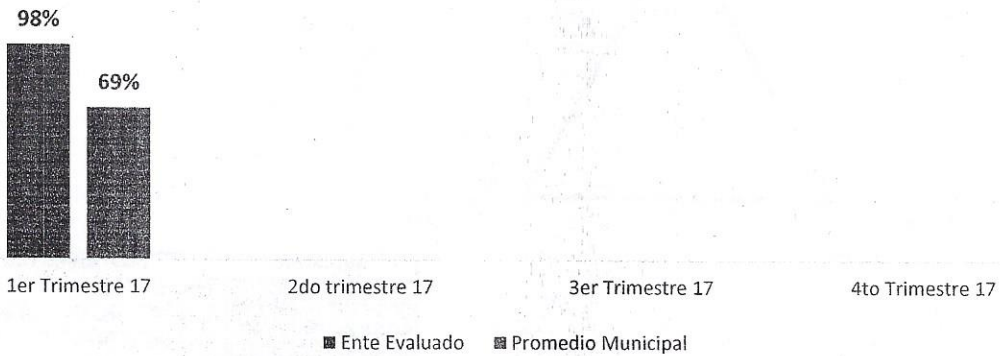 98%
69%
1er Trimestre 17 2do trimestre 17 3er Trimestre 17 4to Trimestre 17
Ente Evaluado Promedio Municipal